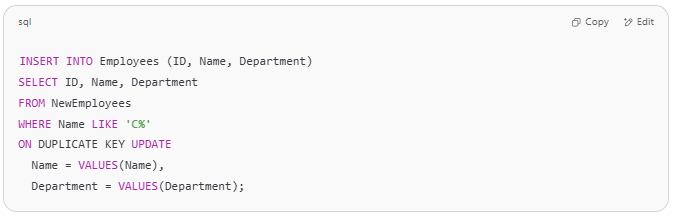 sql
Copy
Edit
INSERT INTO Employees (ID, Name, Department)
SELECT ID, Name, Department
FROM NewEmployees
WHERE Name LIKE 'C%'
ON DUPLICATE KEY UPDATE
  Name = VALUES(Name),
  Department = VALUES(Department);